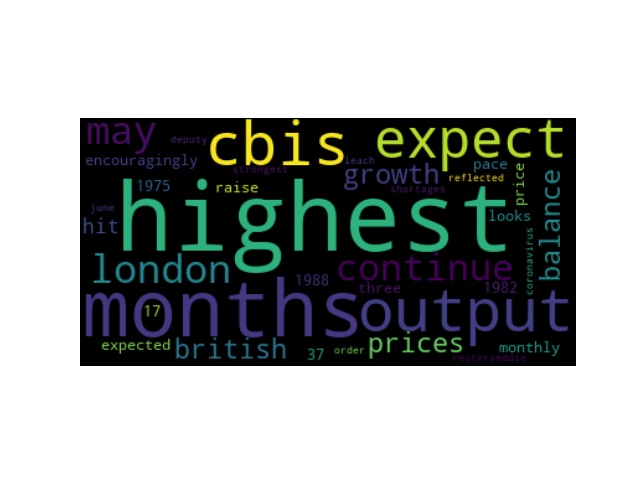 may deputy cbis expect
encouragingly strongest leach growth pace
1975 raise shortages reflected price balance
june highest looks
hit coronavirus
london continue
1988 three 1982
months output
17
expected british 37 order prices monthly
reuterseddie